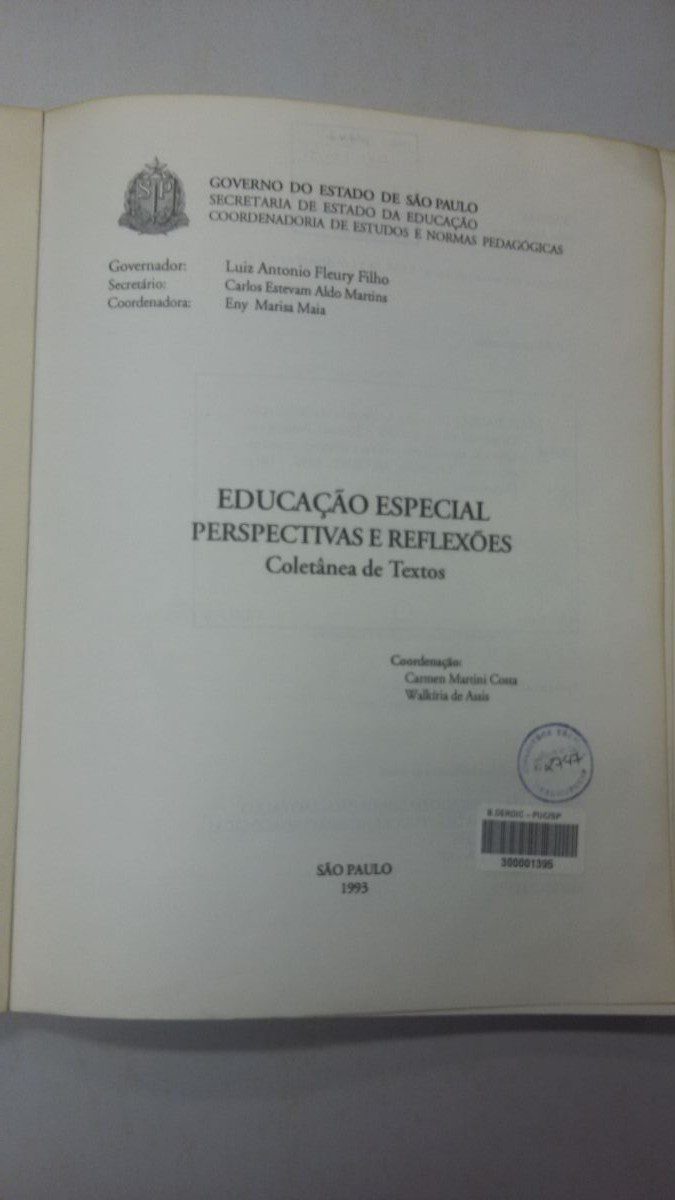 GOVERNO DO ESTADO DE SÃO PAULO
SECRETARIA DE ESTADO DA EDUCAÇÃO
COORDENADORIA DE ESTUDOS E NORMAS PEDAGÓGICAS
Governador: Luiz Antonio Fleury Filho
Secretário: Carlos Estevam Aldo Martins
Coordenadora: Eny Marisa Maia
EDUCAÇÃO ESPECIAL
PERSPECTIVAS E REFLEXÕES
Coletânea de Textos
Coordenação:
Carmen Martini Costa
Walkíria de Assis
2747
B.DERDIC - PUC/SP
300001395
SÃO PAULO
1993